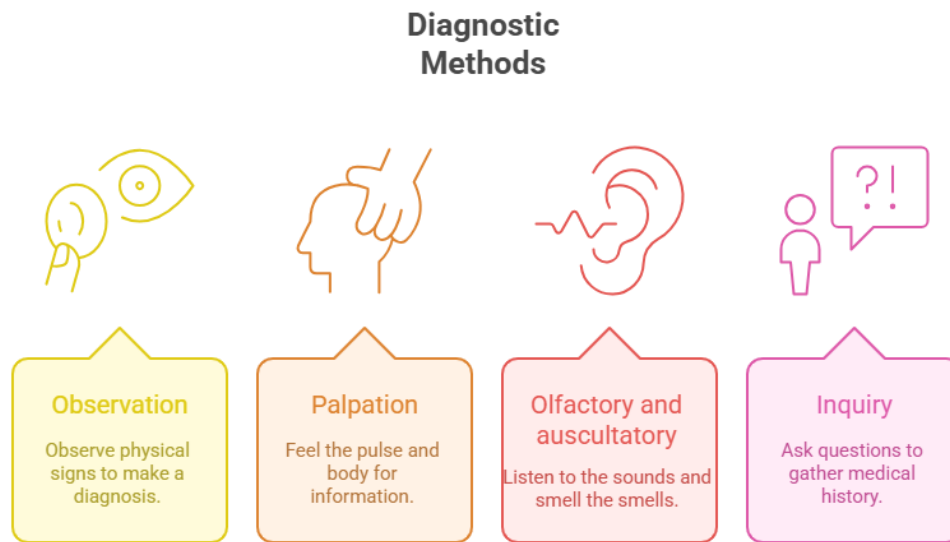 Diagnostic
Methods
?!
Observation
Observe physical
signs to make a
diagnosis.
Palpation
Feel the pulse and
body for
information.
Olfactory and
auscultatory
Listen to the sounds and
smell the smells.
Inquiry
Ask questions to
gather medical
history.